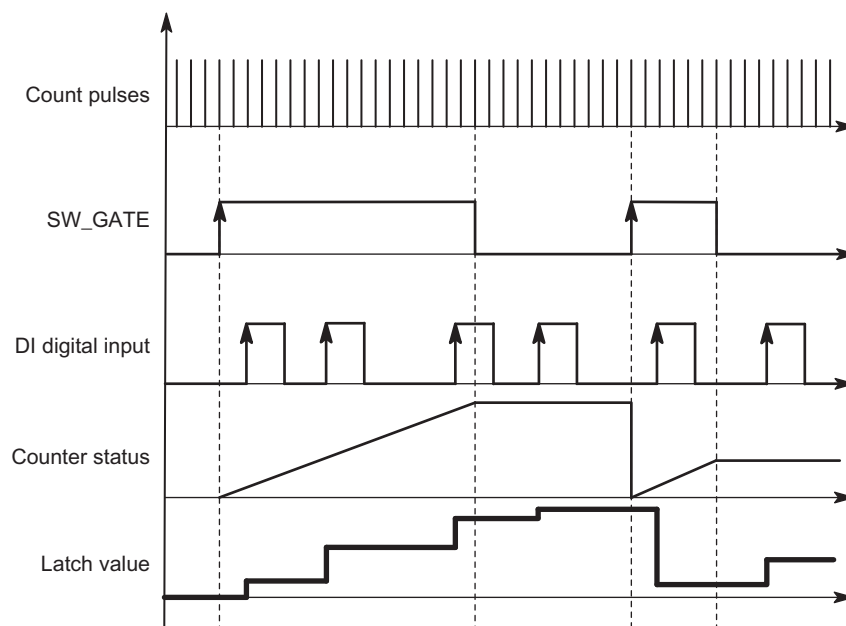 Count pulses
SW_GATE
DI digital input
Counter status
Latch value